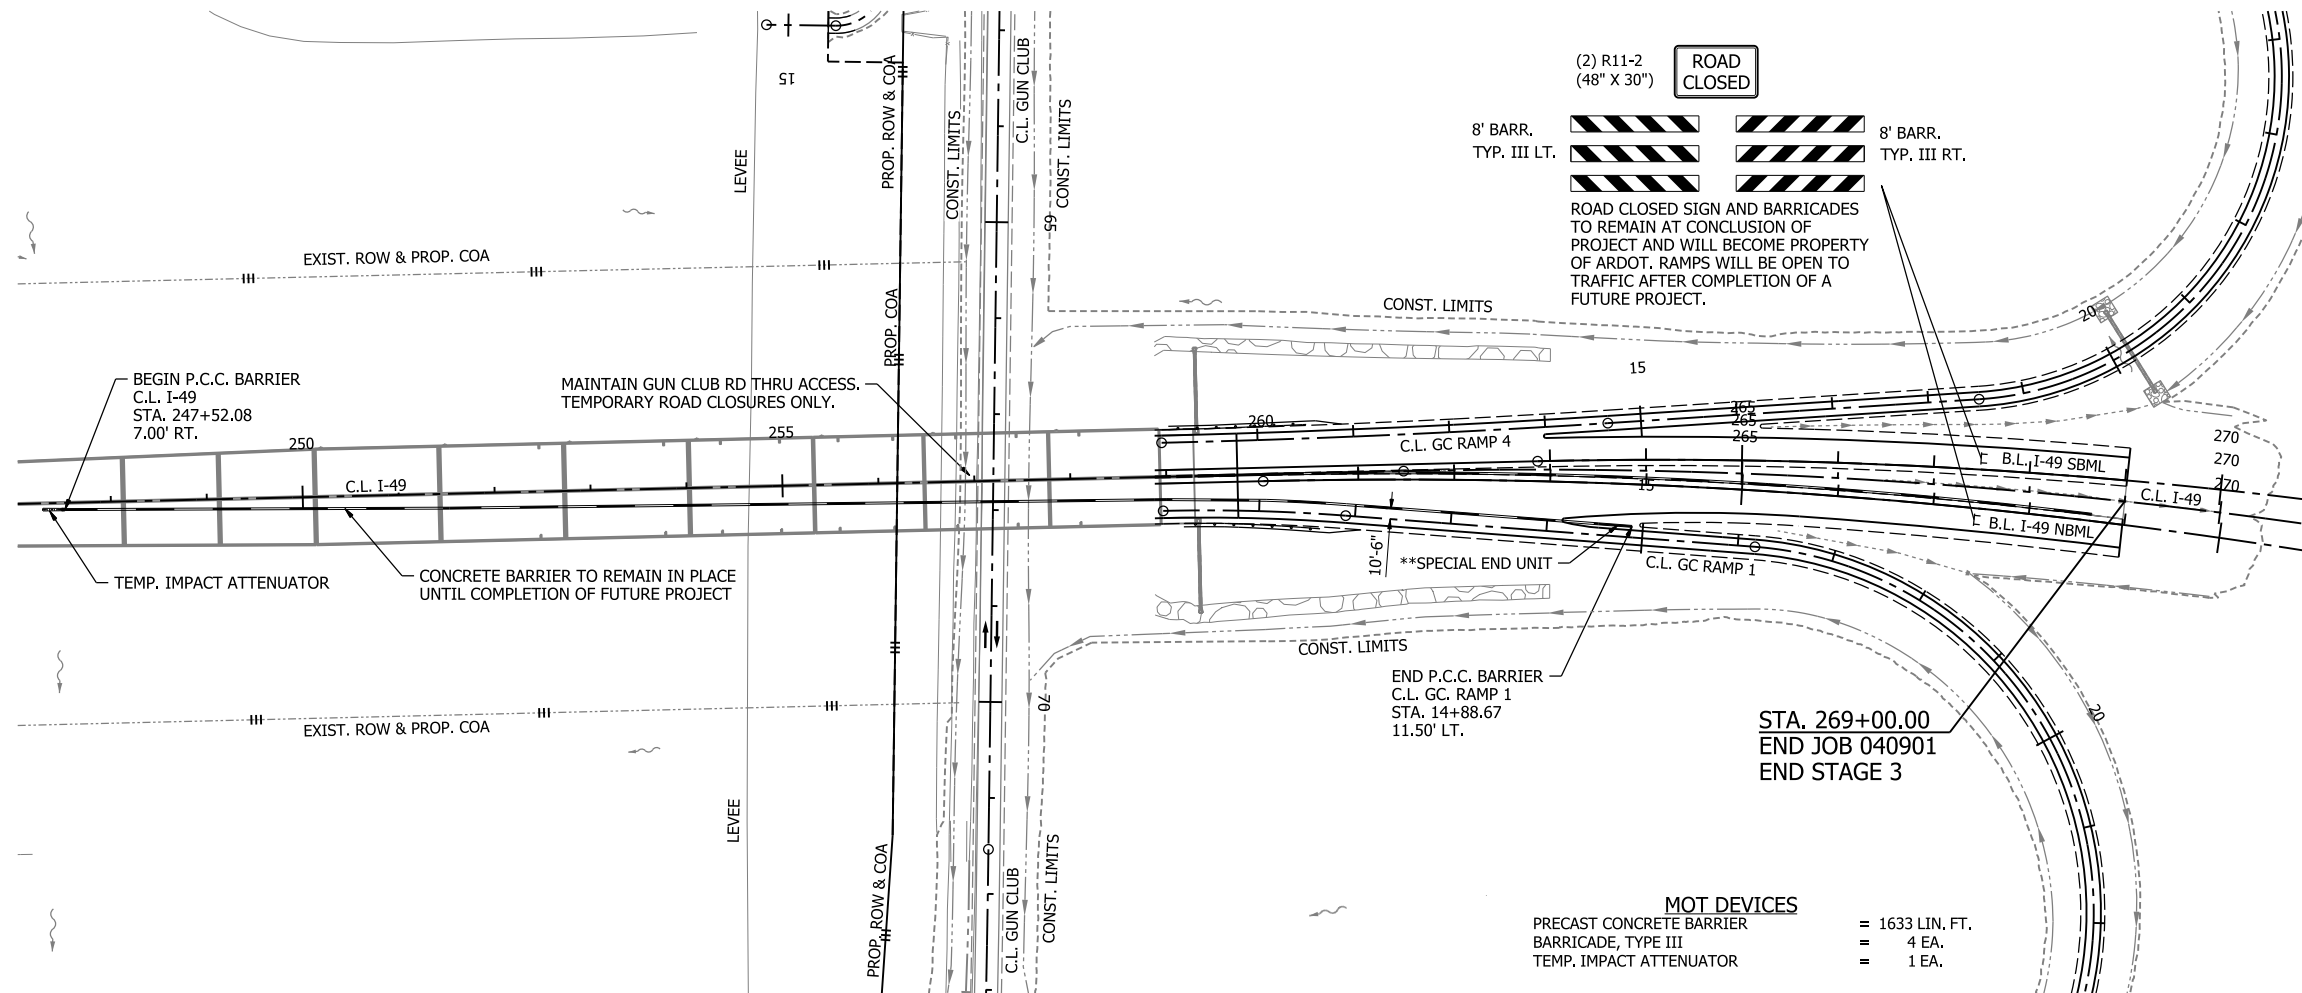 (2) R11-2
(48" X 30")
ROAD
CLOSED
8' BARR.
TYP. III LT.
8' BARR.
TYP. III RT.
ROAD CLOSED SIGN AND BARRICADES
TO REMAIN AT CONCLUSION OF
PROJECT AND WILL BECOME PROPERTY
OF ARDOT. RAMPS WILL BE OPEN TO
TRAFFIC AFTER COMPLETION OF A
FUTURE PROJECT.
15
LEVEE
PROP. ROW & COA
CONST. LIMITS
C.L. GUN CLUB
CONST. LIMITS
65
EXIST. ROW & PROP. COA
PROP. COA
CONST. LIMITS
20
15
BEGIN P.C.C. BARRIER
C.L. I-49
STA. 247+52.08
7.00' RT.
MAINTAIN GUN CLUB RD THRU ACCESS.
TEMPORARY ROAD CLOSURES ONLY.
250
255
260
265
265
265
270
270
270
C.L. GC RAMP 4
B.L. I-49 SBML
C.L. I-49
C.L. I-49
15
B.L. I-49 NBML
10'-6"
**SPECIAL END UNIT
C.L. GC RAMP 1
TEMP. IMPACT ATTENUATOR
CONCRETE BARRIER TO REMAIN IN PLACE
UNTIL COMPLETION OF FUTURE PROJECT
CONST. LIMITS
END P.C.C. BARRIER
C.L. GC. RAMP 1
STA. 14+88.67
11.50' LT.
70
20
EXIST. ROW & PROP. COA
STA. 269+00.00
END JOB 040901
END STAGE 3
LEVEE
PROP. ROW & COA
C.L. GUN CLUB
CONST. LIMITS
MOT DEVICES
PRECAST CONCRETE BARRIER = 1633 LIN. FT.
BARRICADE, TYPE III = 4 EA.
TEMP. IMPACT ATTENUATOR = 1 EA.